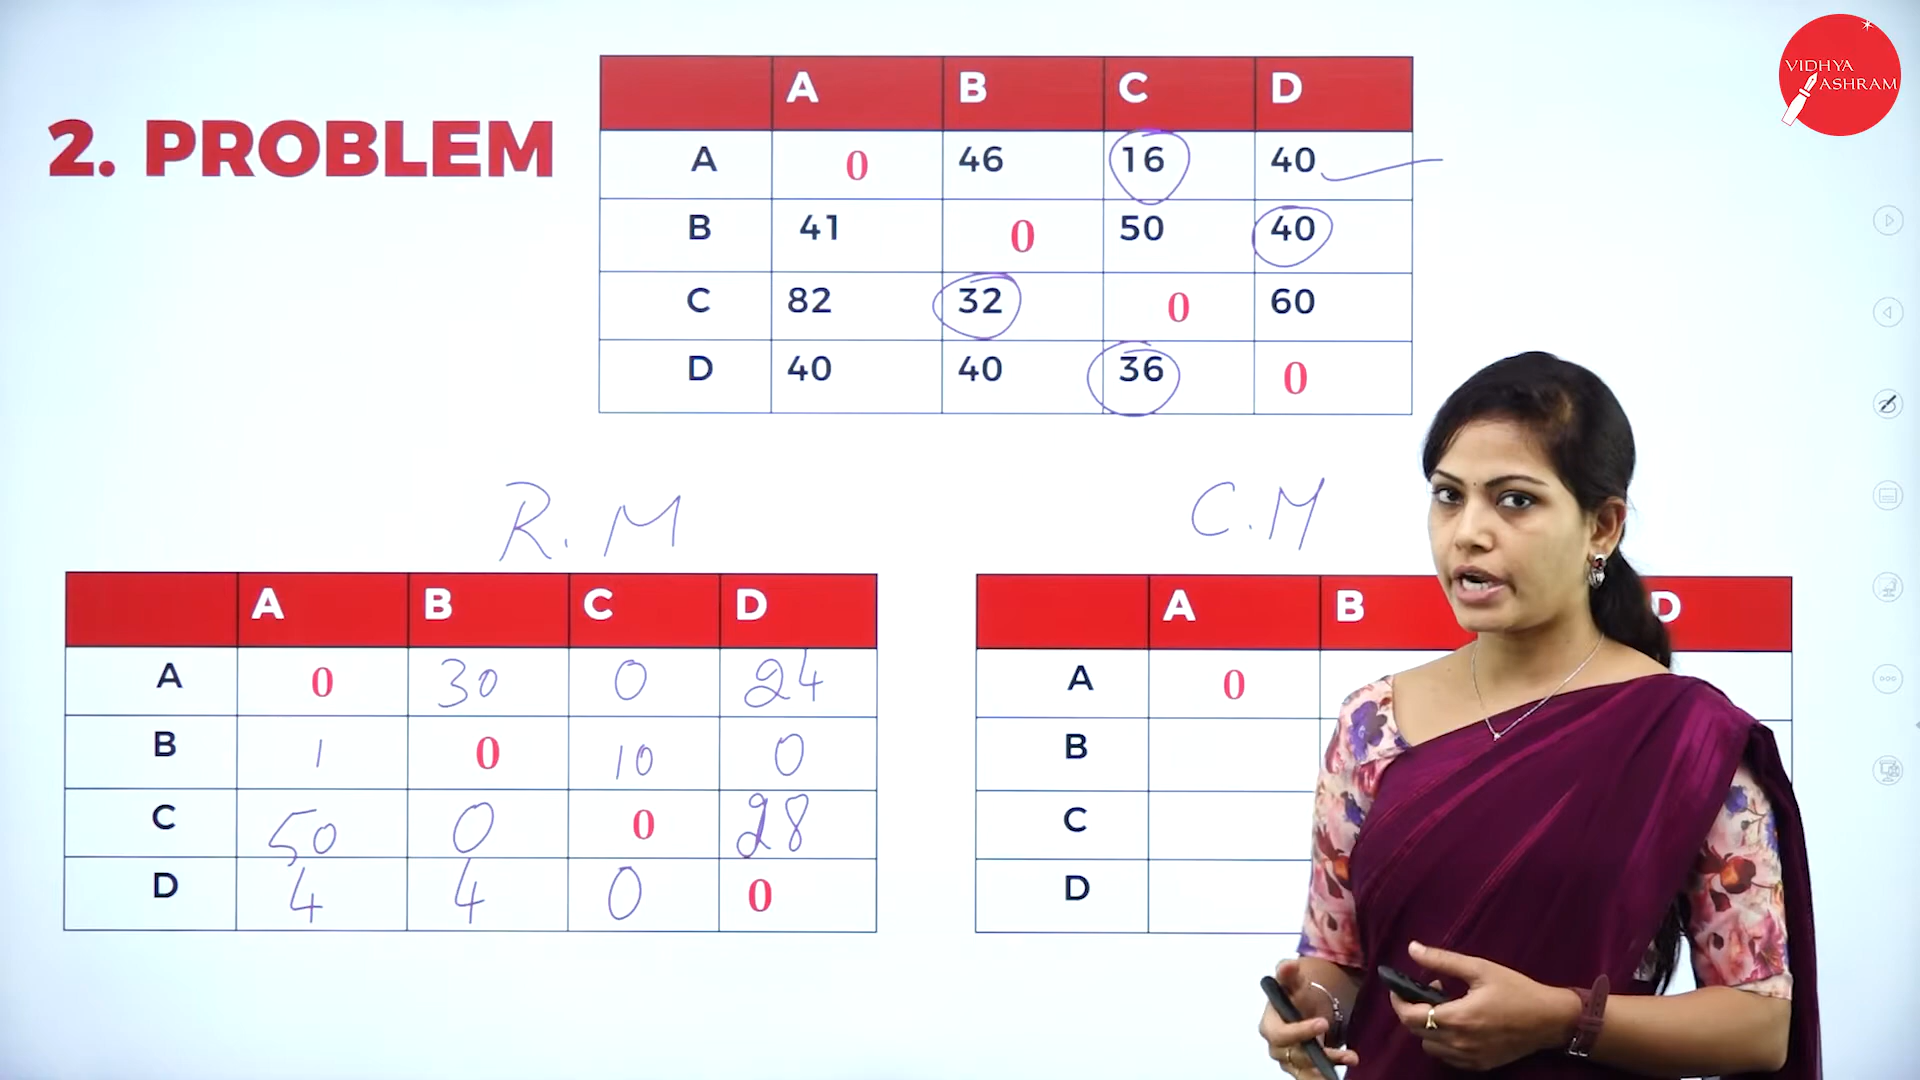 VIDHYA
ASHRAM
2. PROBLEM
A B C D
A 0 46 16 40
B 41 0 50 40
C 82 32 0 60
D 40 40 36 0
R. M
A B C D
A 0 30 0 24
B 1 0 10 0
C 50 0 0 28
D 4 4 0 0
C. M
A B D
A 0
B
C
D